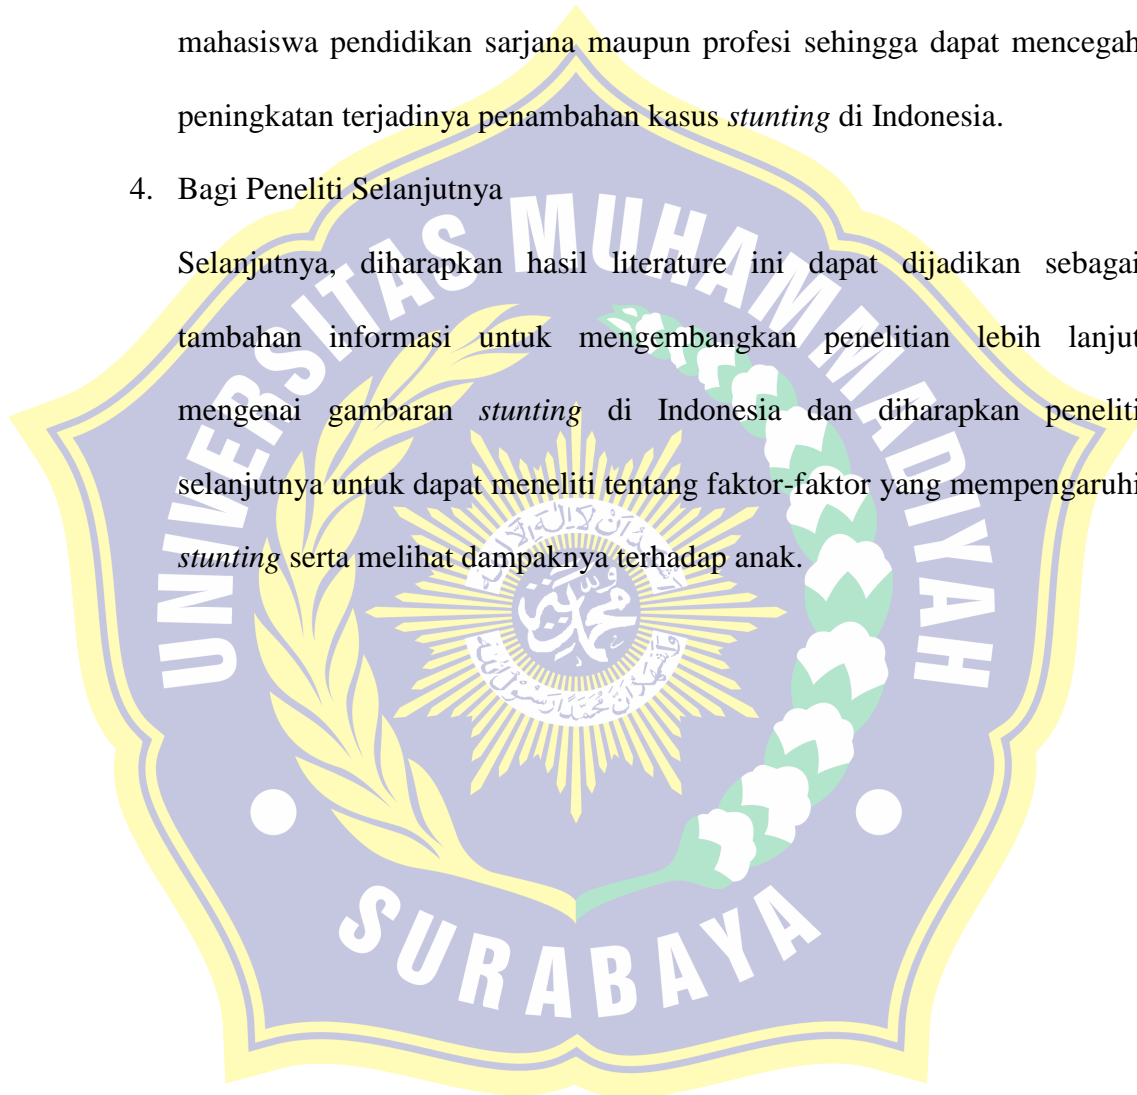 mahasiswa pendidikan sarjana maupun profesi sehingga dapat mencegah
peningkatan terjadinya penambahan kasus stunting di Indonesia.
4. Bagi Peneliti Selanjutnya
Selanjutnya, diharapkan hasil literature ini dapat dijadikan sebagai
tambahan informasi untuk mengembangkan penelitian lebih lanjut
mengenai gambaran stunting di Indonesia dan diharapkan peneliti
selanjutnya untuk dapat meneliti tentang faktor-faktor yang mempengaruhi
stunting serta melihat dampaknya terhadap anak.
UNIVERSITAS MUHAMMADIYAH
SURABAYA